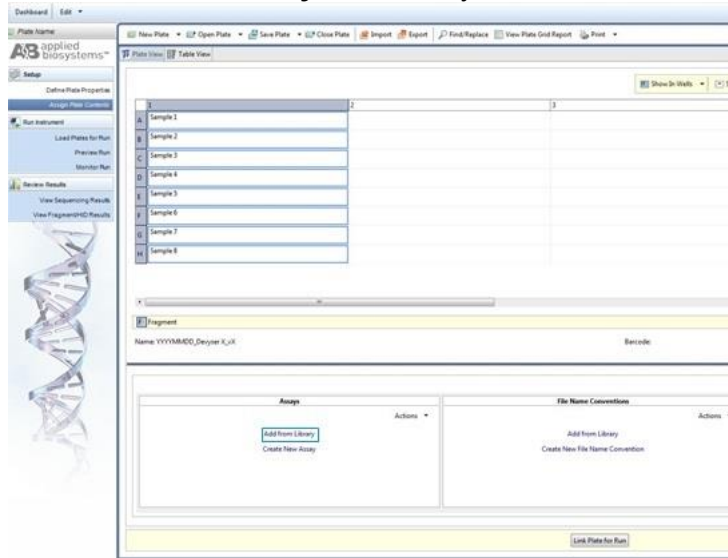 Dashboard Edit
Plate Name
New Plate Open Plate Save Plate Close Plate Import Export Find/Replace View Plate Grid Report Print
AB applied biosystems™
Plate View Table View
Setup
Define Plate Properties
Assign Plate Contents
Show In Wells
Run Instrument
Load Plates for Run
Preview Run
Monitor Run
Review Results
View Sequencing Results
View Fragment/HID Results
1 2 3
A Sample 1
B Sample 2
C Sample 3
D Sample 4
E Sample 5
F Sample 6
G Sample 7
H Sample 8
Fragment
Name: YYYYMMDD_Devyser X_vX Barcode:
Assays
Actions
Add from Library
Create New Assay
File Name Conventions
Actions
Add from Library
Create New File Name Convention
Link Plate for Run